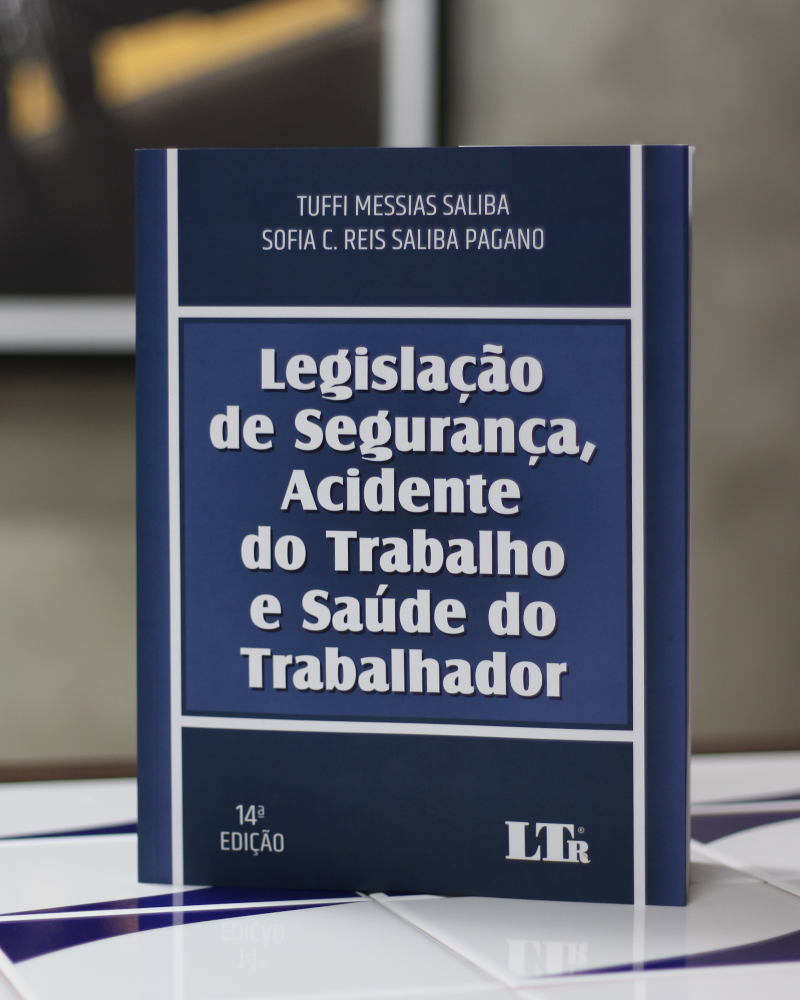 TUFFI MESSIAS SALIBA
SOFIA C. REIS SALIBA PAGANO
Legislação
de Segurança,
Acidente
do Trabalho
e Saúde do
Trabalhador
14ª
EDIÇÃO
LTR®